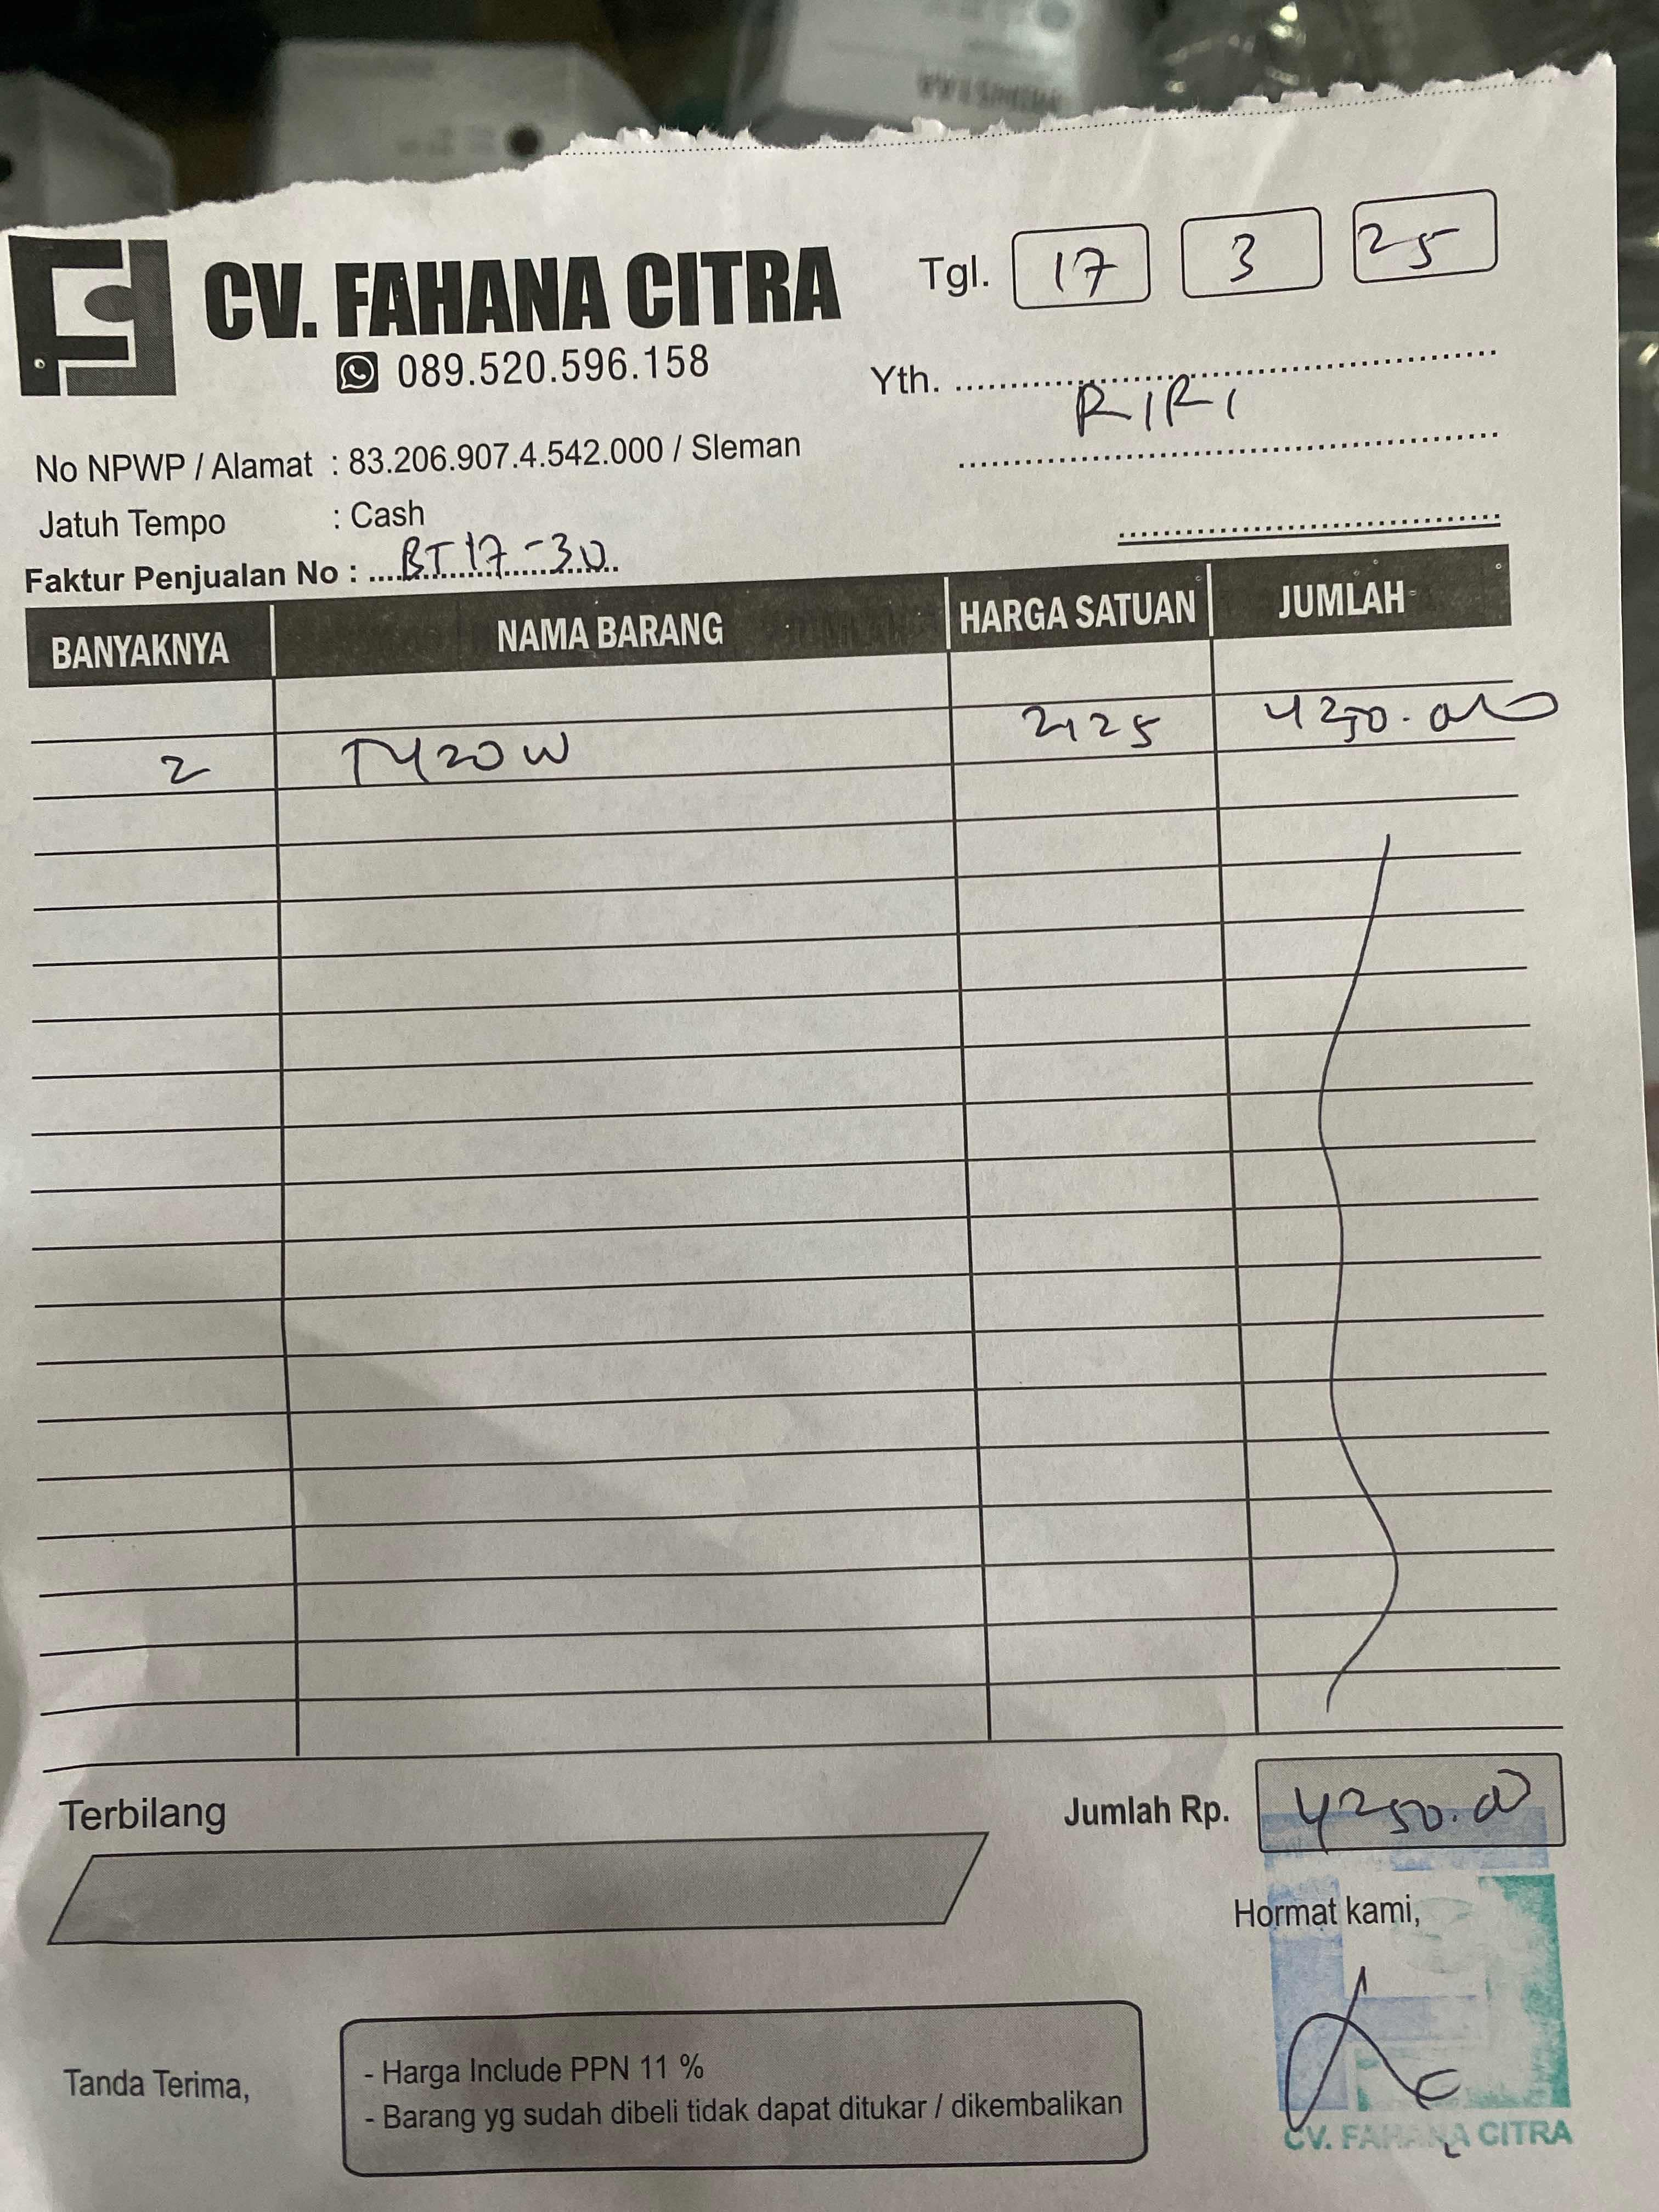 CV. FAHANA CITRA
089.520.596.158
Tgl. 17 3 25
Yth. RIRI
No NPWP / Alamat : 83.206.907.4.542.000 / Sleman
Jatuh Tempo : Cash
Faktur Penjualan No : BT17-30
BANYAKNYA NAMA BARANG HARGA SATUAN JUMLAH
2 TY20W 2125 4250.000
Terbilang
Jumlah Rp. 4250.00
Hormat kami,
Tanda Terima,
- Harga Include PPN 11 %
- Barang yg sudah dibeli tidak dapat ditukar / dikembalikan
CV. FAHANA CITRA